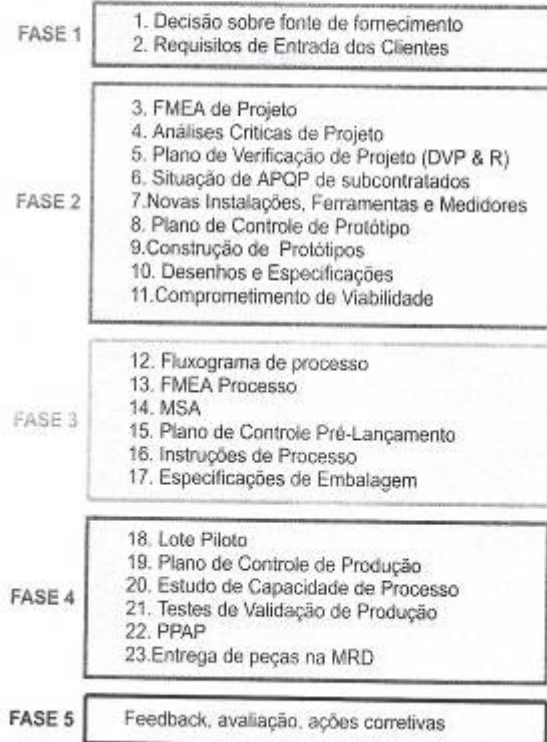 FASE 1
1. Decisão sobre fonte de fornecimento
2. Requisitos de Entrada dos Clientes
FASE 2
3. FMEA de Projeto
4. Análises Criticas de Projeto
5. Plano de Verificação de Projeto (DVP & R)
6. Situação de APQP de subcontratados
7.Novas Instalações, Ferramentas e Medidores
8. Plano de Controle de Protótipo
9.Construção de Protótipos
10. Desenhos e Especificações
11.Comprometimento de Viabilidade
FASE 3
12. Fluxograma de processo
13. FMEA Processo
14. MSA
15. Plano de Controle Pré-Lançamento
16. Instruções de Processo
17. Especificações de Embalagem
FASE 4
18. Lote Piloto
19. Plano de Controle de Produção
20. Estudo de Capacidade de Processo
21. Testes de Validação de Produção
22. PPAP
23.Entrega de peças na MRD
FASE 5
Feedback, avaliação, ações corretivas